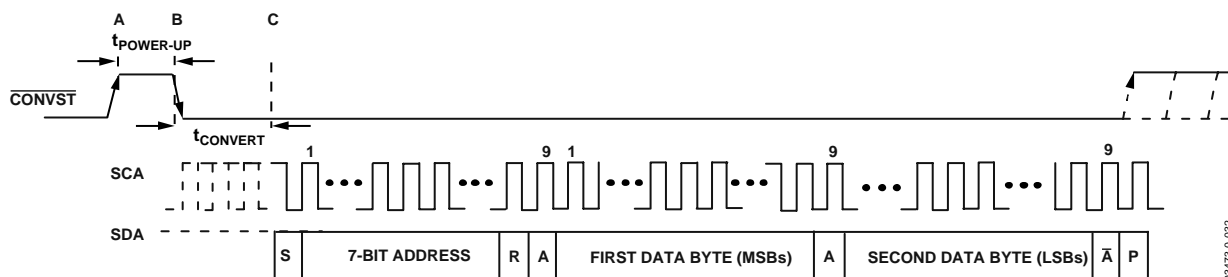 A B C
tPOWER-UP
CONVST
tCONVERT
1 9 1 9 9
SCA
SDA
S 7-BIT ADDRESS R A FIRST DATA BYTE (MSBs) A SECOND DATA BYTE (LSBs) A̅ P